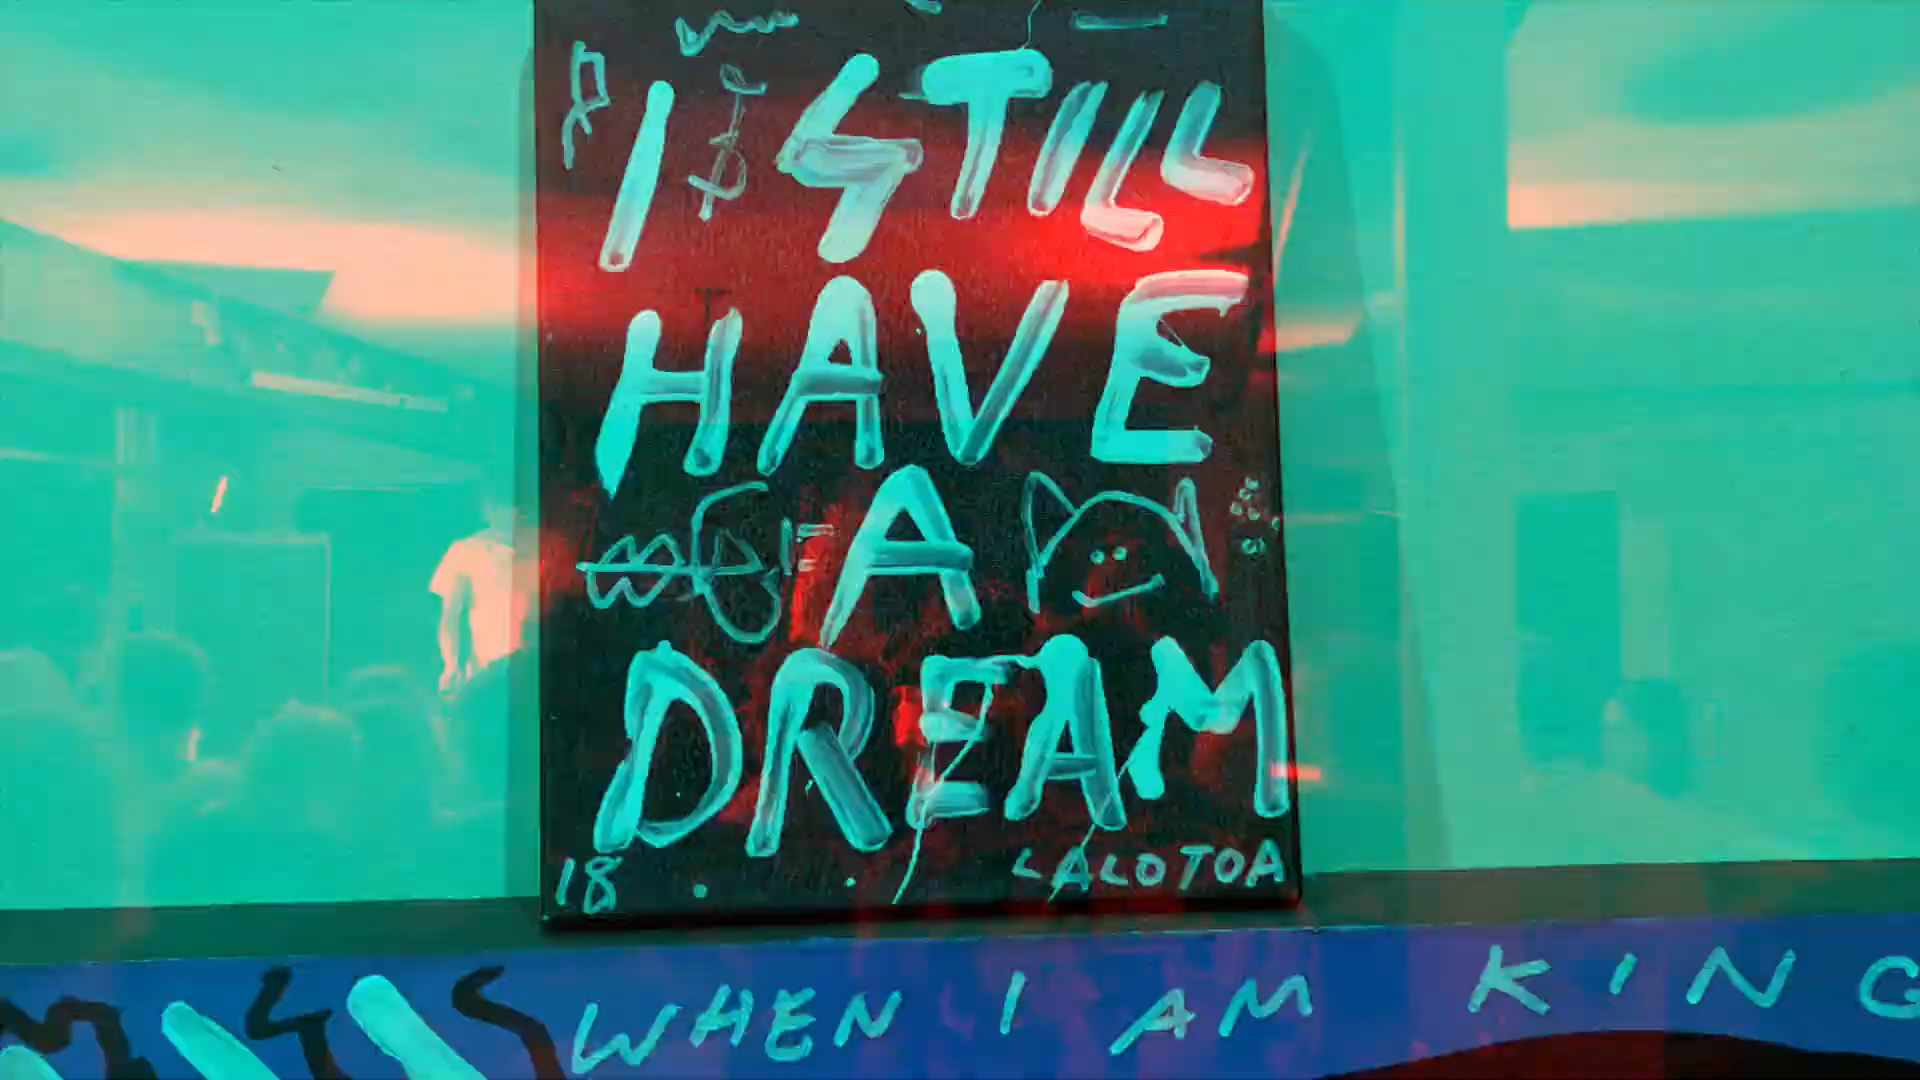 I STILL
HAVE
A
DREAM
18
LALOTOA
WHEN I AM KING